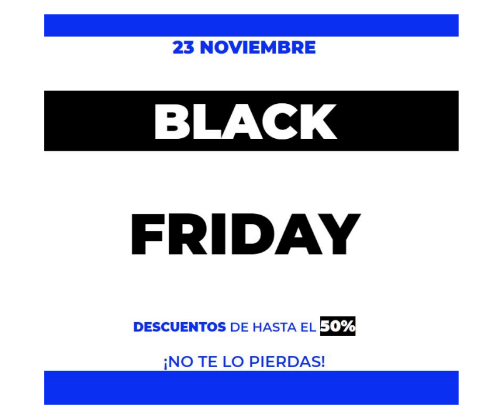 23 NOVIEMBRE
BLACK
FRIDAY
DESCUENTOS DE HASTA EL 50%
¡NO TE LO PIERDAS!